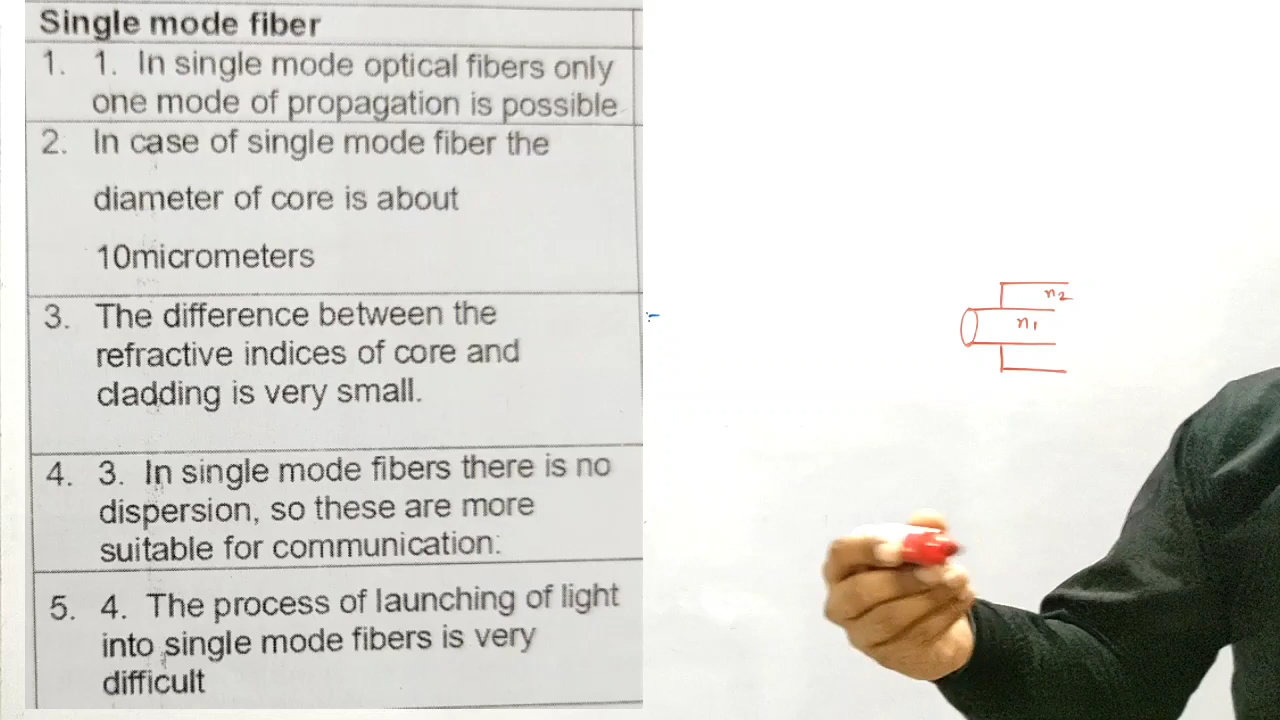 Single mode fiber
1. 1. In single mode optical fibers only
one mode of propagation is possible
2. In case of single mode fiber the
diameter of core is about
10micrometers
3. The difference between the
refractive indices of core and
cladding is very small.
4. 3. In single mode fibers there is no
dispersion, so these are more
suitable for communication.
5. 4. The process of launching of light
into single mode fibers is very
difficult
n2
n1